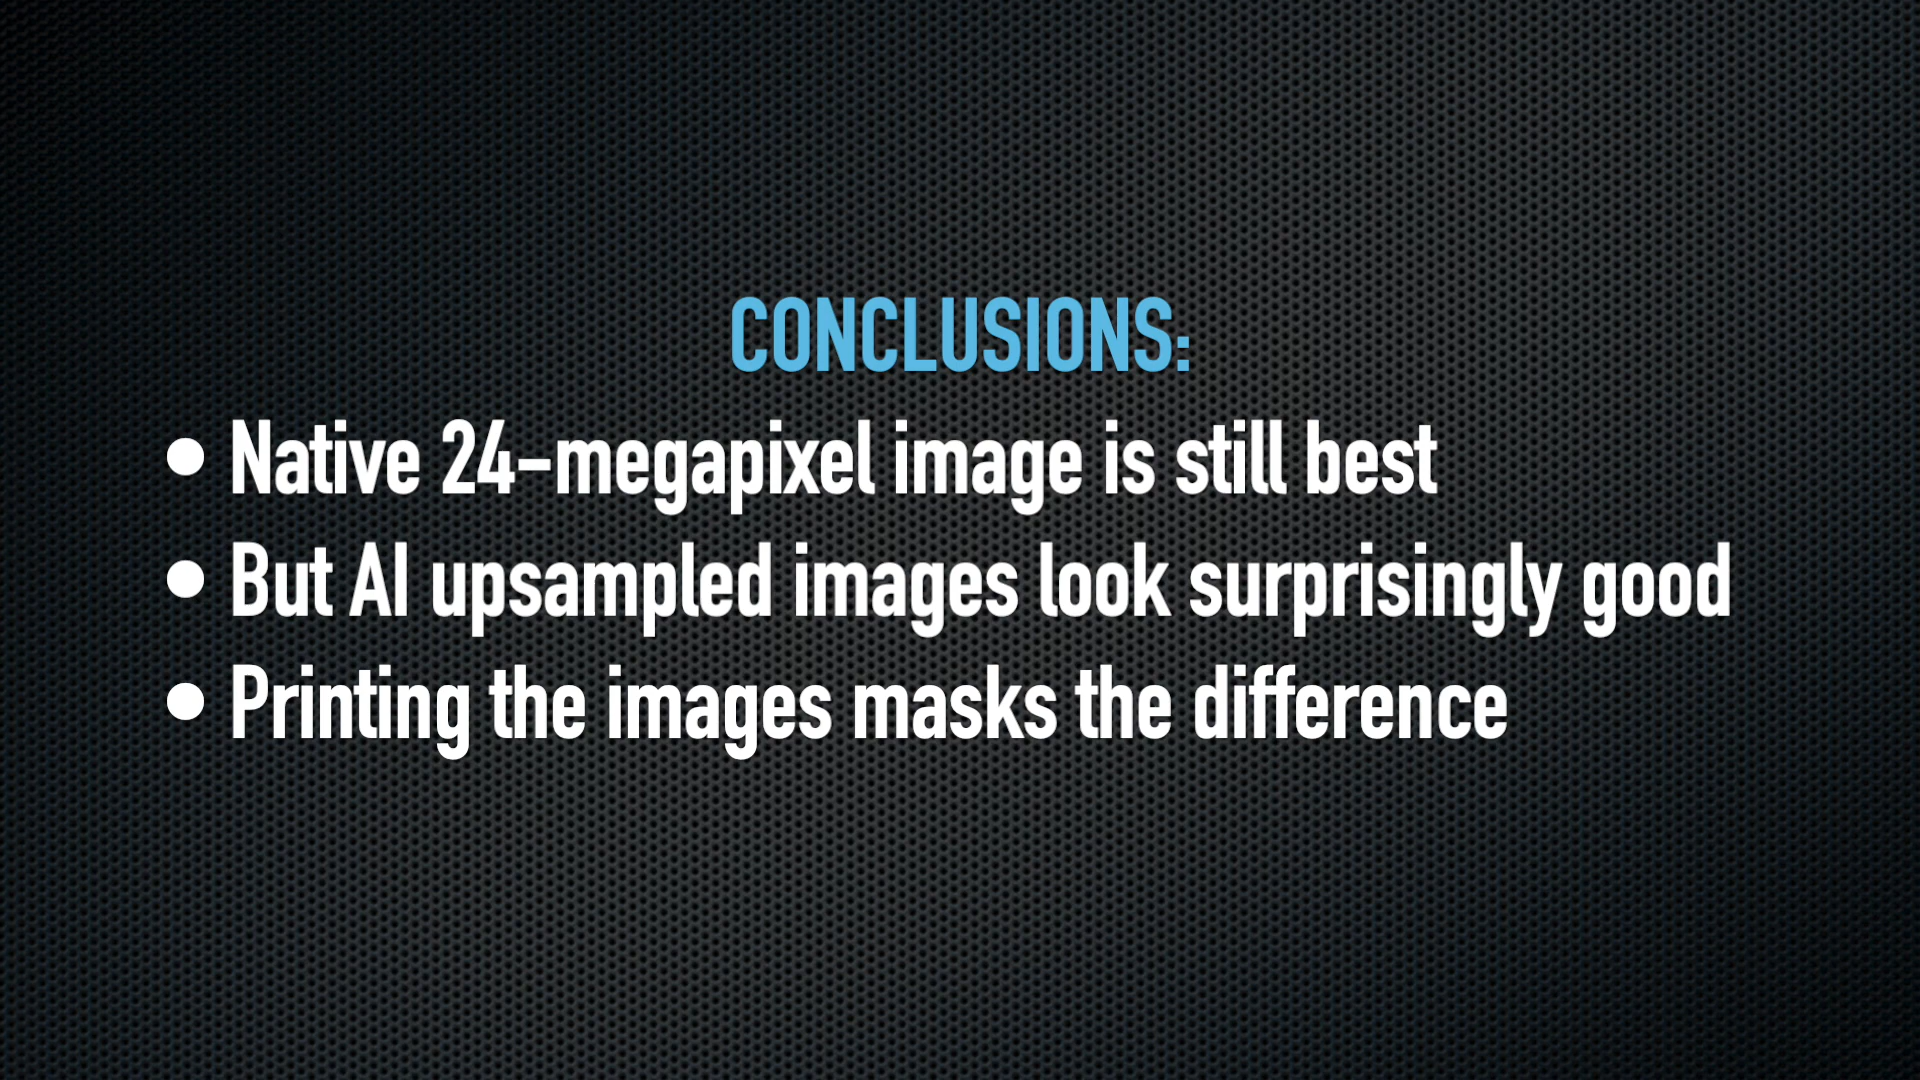 CONCLUSIONS:
• Native 24-megapixel image is still best
• But AI upsampled images look surprisingly good
• Printing the images masks the difference